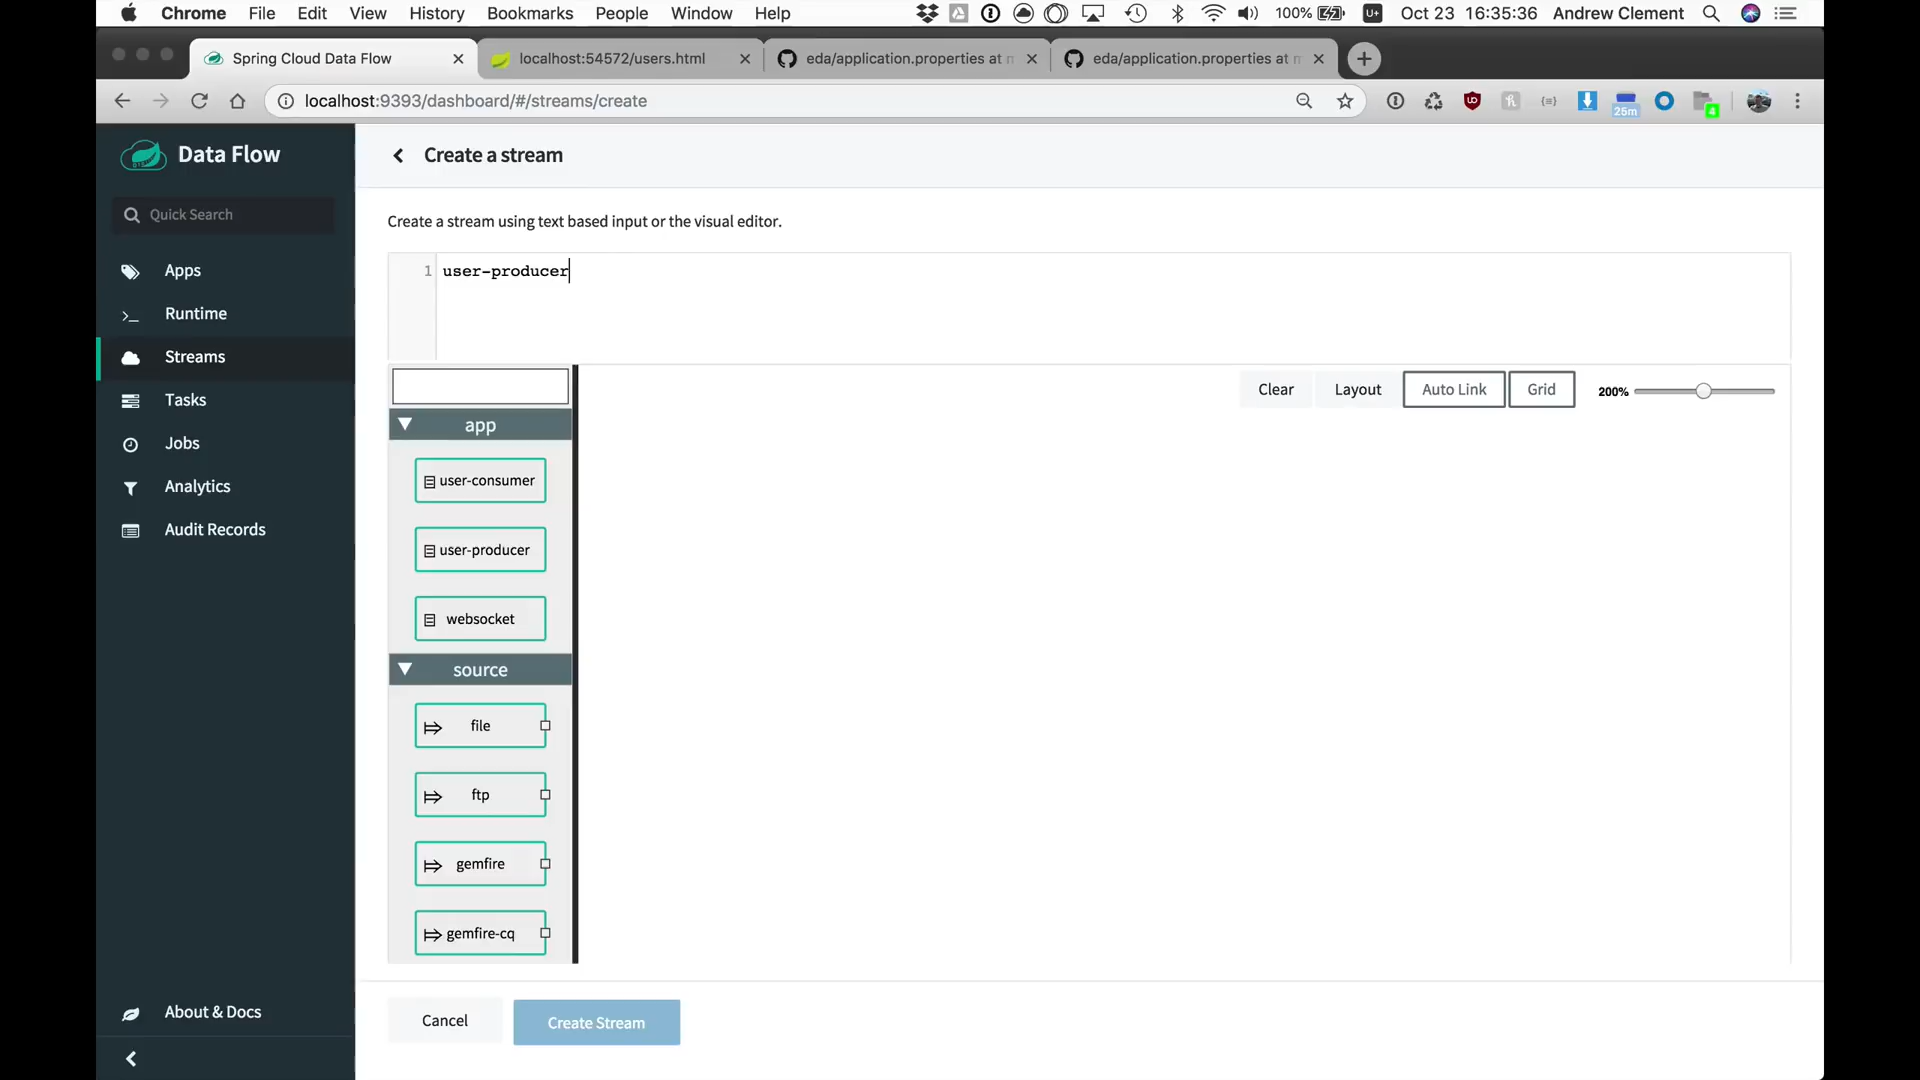 Chrome File Edit View History Bookmarks People Window Help 100% U+ Oct 23 16:35:36 Andrew Clement
Spring Cloud Data Flow localhost:54572/users.html eda/application.properties at m eda/application.properties at m
localhost:9393/dashboard/#/streams/create 25m 4
Data Flow
Quick Search
Apps
Runtime
Streams
Tasks
Jobs
Analytics
Audit Records
About & Docs
Create a stream
Create a stream using text based input or the visual editor.
1 user-producer
Clear Layout Auto Link Grid 200%
app
user-consumer
user-producer
websocket
source
file
ftp
gemfire
gemfire-cq
Cancel Create Stream